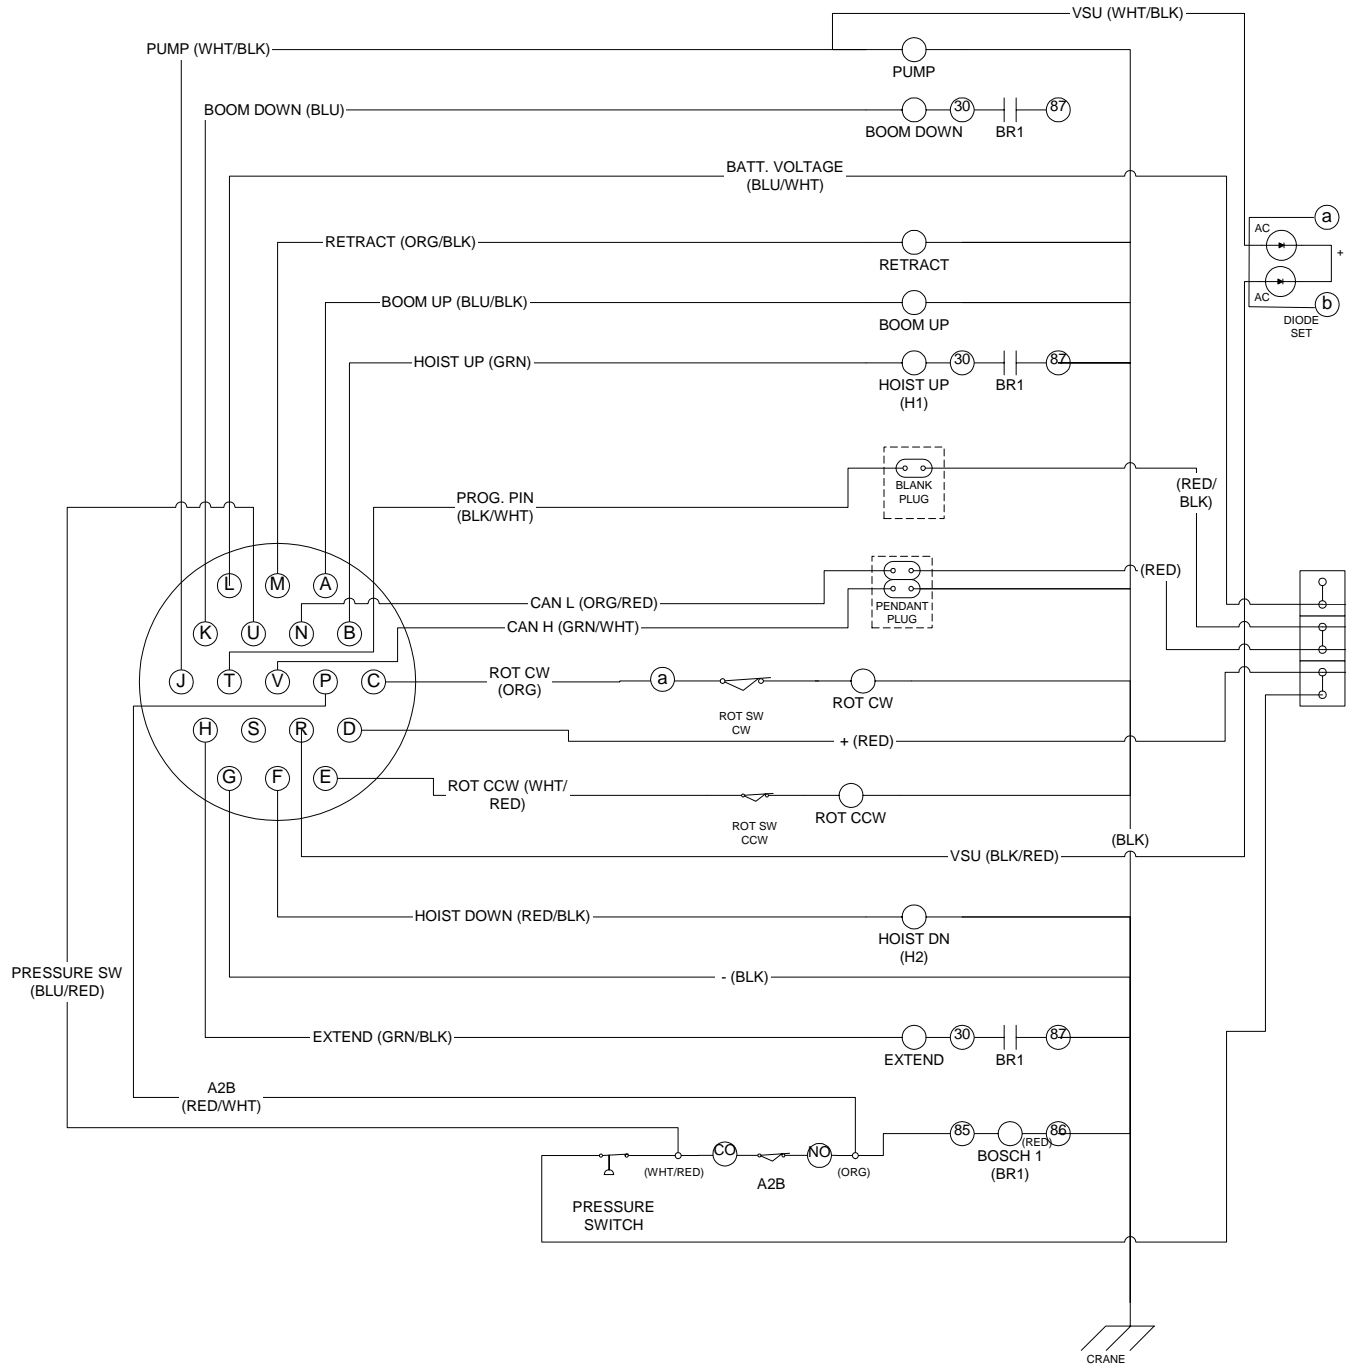 VSU (WHT/BLK)
PUMP (WHT/BLK)
PUMP
BOOM DOWN (BLU)
30
87
BOOM DOWN
BR1
BATT. VOLTAGE
(BLU/WHT)
a
AC
+
AC
b
DIODE
SET
RETRACT (ORG/BLK)
RETRACT
BOOM UP (BLU/BLK)
BOOM UP
HOIST UP (GRN)
30
87
HOIST UP
(H1)
BR1
BLANK
PLUG
(RED/
BLK)
PROG. PIN
(BLK/WHT)
(RED)
PENDANT
PLUG
CAN L (ORG/RED)
CAN H (GRN/WHT)
L
M
A
K
U
N
B
J
T
V
P
C
H
S
R
D
G
F
E
ROT CW
(ORG)
a
ROT SW
CW
ROT CW
+ (RED)
ROT CCW (WHT/
RED)
ROT SW
CCW
ROT CCW
(BLK)
VSU (BLK/RED)
HOIST DOWN (RED/BLK)
HOIST DN
(H2)
PRESSURE SW
(BLU/RED)
- (BLK)
EXTEND (GRN/BLK)
30
87
EXTEND
BR1
A2B
(RED/WHT)
85
86
(RED)
BOSCH 1
(BR1)
(WHT/RED)
CO
NO
(ORG)
A2B
PRESSURE
SWITCH
CRANE